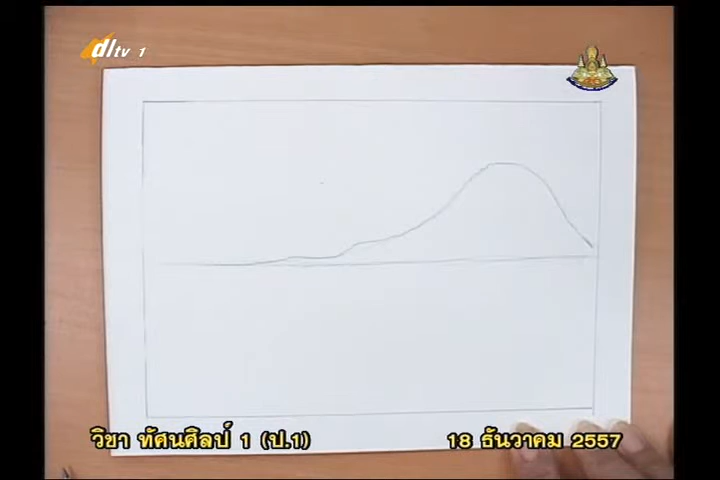 dltv 1
วิชา ทัศนศิลป์ 1 (ป.1)
18 ธันวาคม 2557